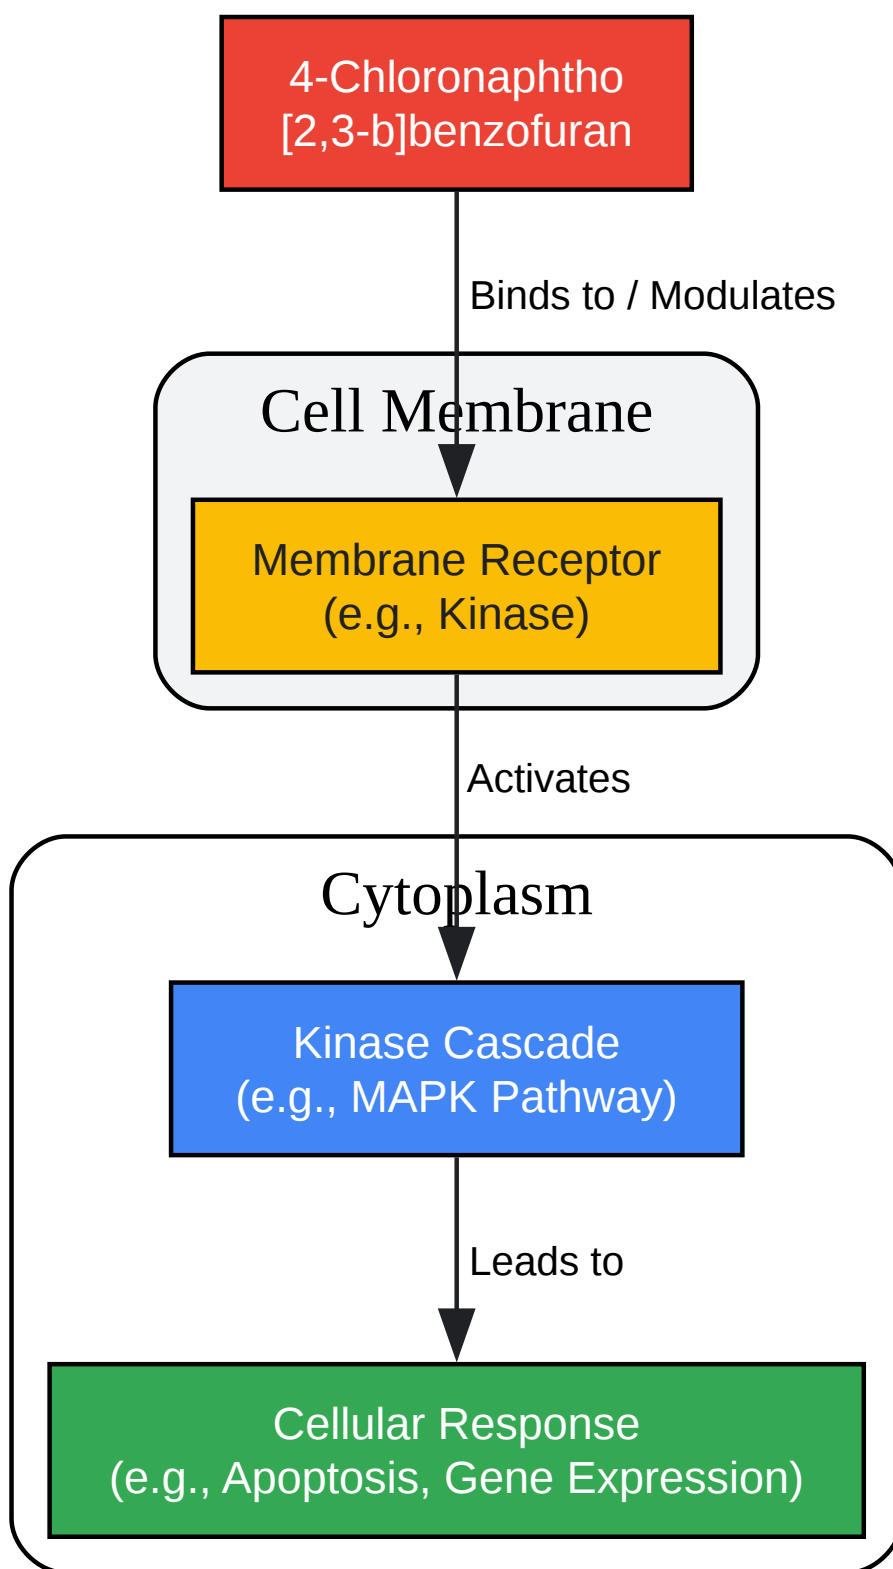 4-Chloronaphtho
[2,3-b]benzofuran
Binds to / Modulates
Cell Membrane
Membrane Receptor
(e.g., Kinase)
Activates
Cytoplasm
Kinase Cascade
(e.g., MAPK Pathway)
Leads to
Cellular Response
(e.g., Apoptosis, Gene Expression)